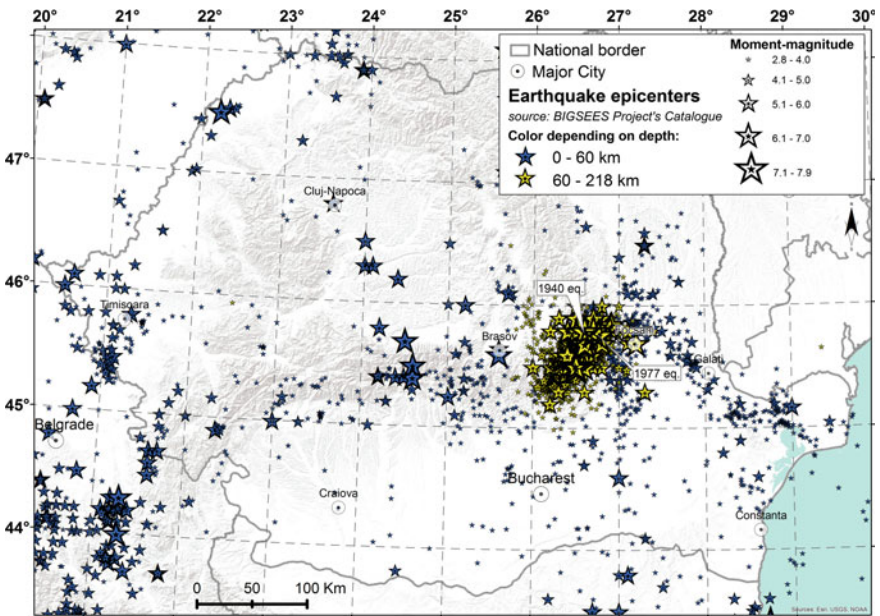 20 21° 22° 23° 24° 25° 26° 27° 28° 29° 30°
National border
Major City
Earthquake epicenters
source: BIGSEES Project's Catalogue
Color depending on depth:
0 - 60 km
60 - 218 km
Moment-magnitude
2.8 - 4.0
4.1 - 5.0
5.1 - 6.0
6.1 - 7.0
7.1 - 7.9
47°
Cluj-Napoca
46°
1940 eq.
Timisoara
Brasov
Galati
1977 eq.
45°
Belgrade
Bucharest
Craiova
Constanta
44°
0 50 100 Km
Sources: Esri, USGS, NOAA